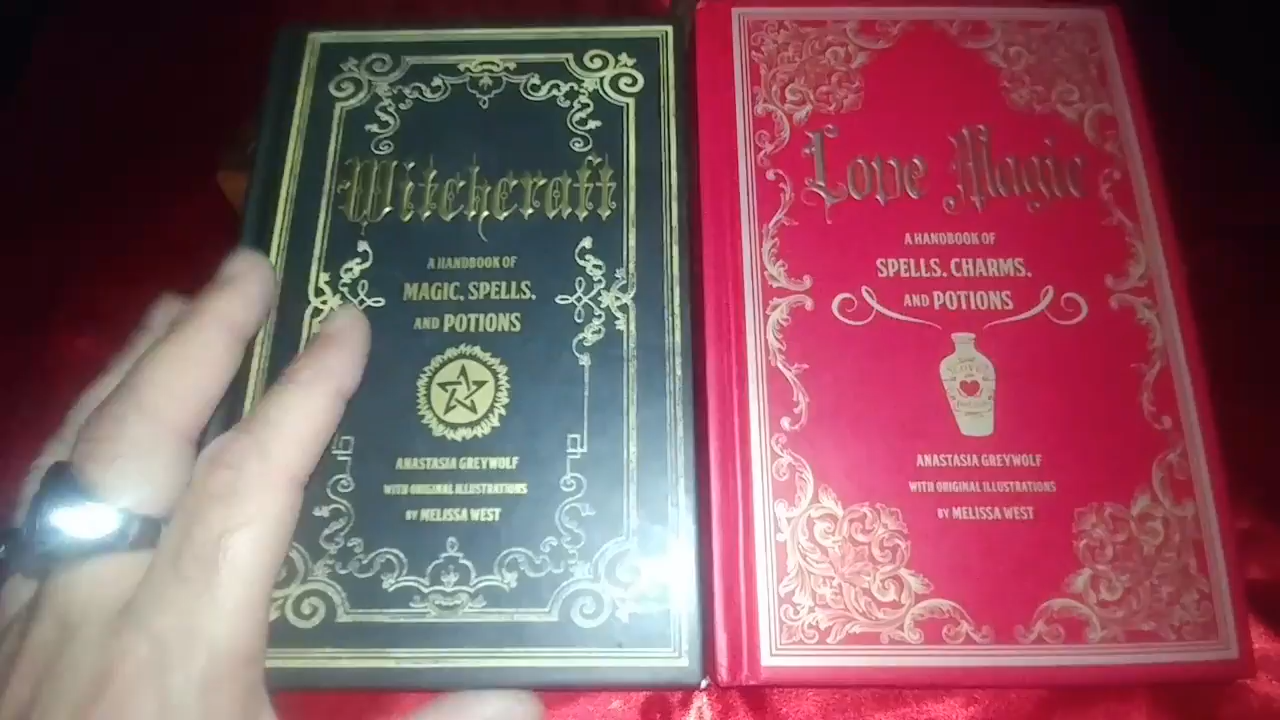 Witchcraft
A HANDBOOK OF
MAGIC, SPELLS,
AND POTIONS
ANASTASIA GREYWOLF
WITH ORIGINAL ILLUSTRATIONS
BY MELISSA WEST
Love Magic
A HANDBOOK OF
SPELLS, CHARMS,
AND POTIONS
LOVE
ANASTASIA GREYWOLF
WITH ORIGINAL ILLUSTRATIONS
BY MELISSA WEST